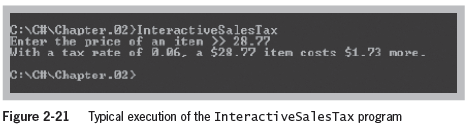 C:\C#\Chapter.02>InteractiveSalesTax
Enter the price of an item >> 28.77
With a tax rate of 0.06, a $28.77 item costs $1.73 more.
C:\C#\Chapter.02>
Figure 2-21 Typical execution of the InteractiveSalesTax program